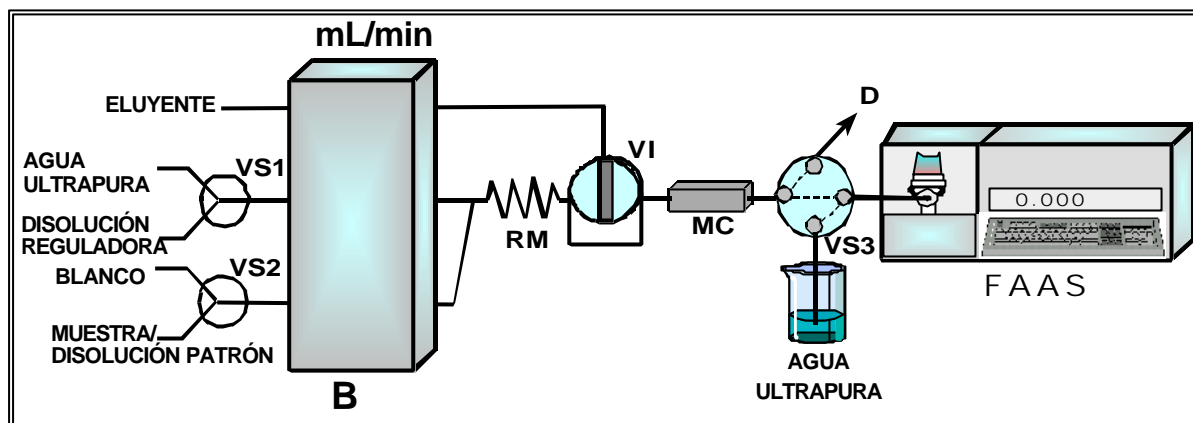 mL/min
ELUYENTE
AGUA
ULTRAPURA
VS1
DISOLUCIÓN
REGULADORA
BLANCO
VS2
MUESTRA/
DISOLUCIÓN PATRÓN
B
RM
VI
MC
D
VS3
AGUA
ULTRAPURA
0.000
FAAS